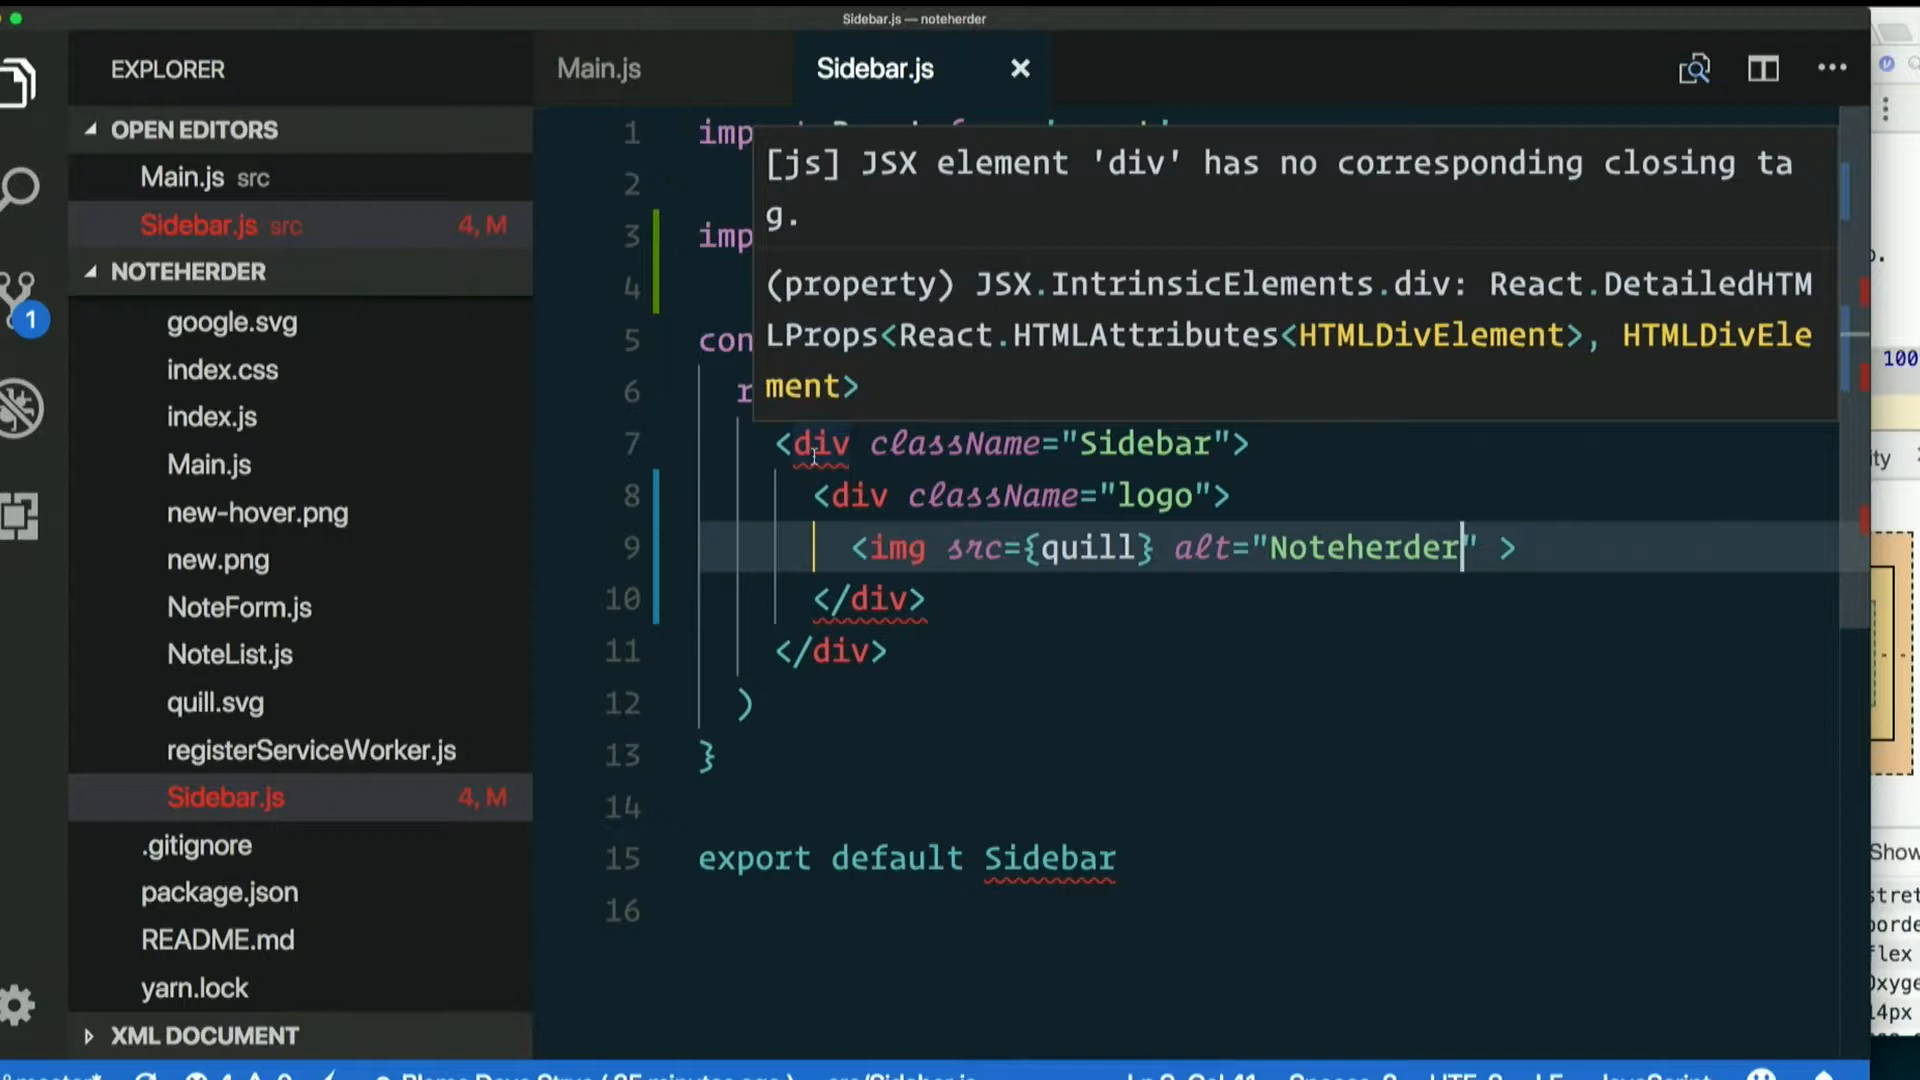 Sidebar.js — noteherder
EXPLORER
OPEN EDITORS
Main.js src
Sidebar.js src 4, M
NOTEHERDER
google.svg
index.css
index.js
Main.js
new-hover.png
new.png
NoteForm.js
NoteList.js
quill.svg
registerServiceWorker.js
Sidebar.js 4, M
.gitignore
package.json
README.md
yarn.lock
XML DOCUMENT
1
Main.js
Sidebar.js
1 imp
2
3 imp
4
5 con
6 r
[js] JSX element 'div' has no corresponding closing ta
g.
(property) JSX.IntrinsicElements.div: React.DetailedHTM
LProps<React.HTMLAttributes<HTMLDivElement>, HTMLDivEle
ment>
7 <div className="Sidebar">
8 <div className="logo">
9 <img src={quill} alt="Noteherder" >
10 </div>
11 </div>
12 )
13 }
14
15 export default Sidebar
16
100
ity
Show